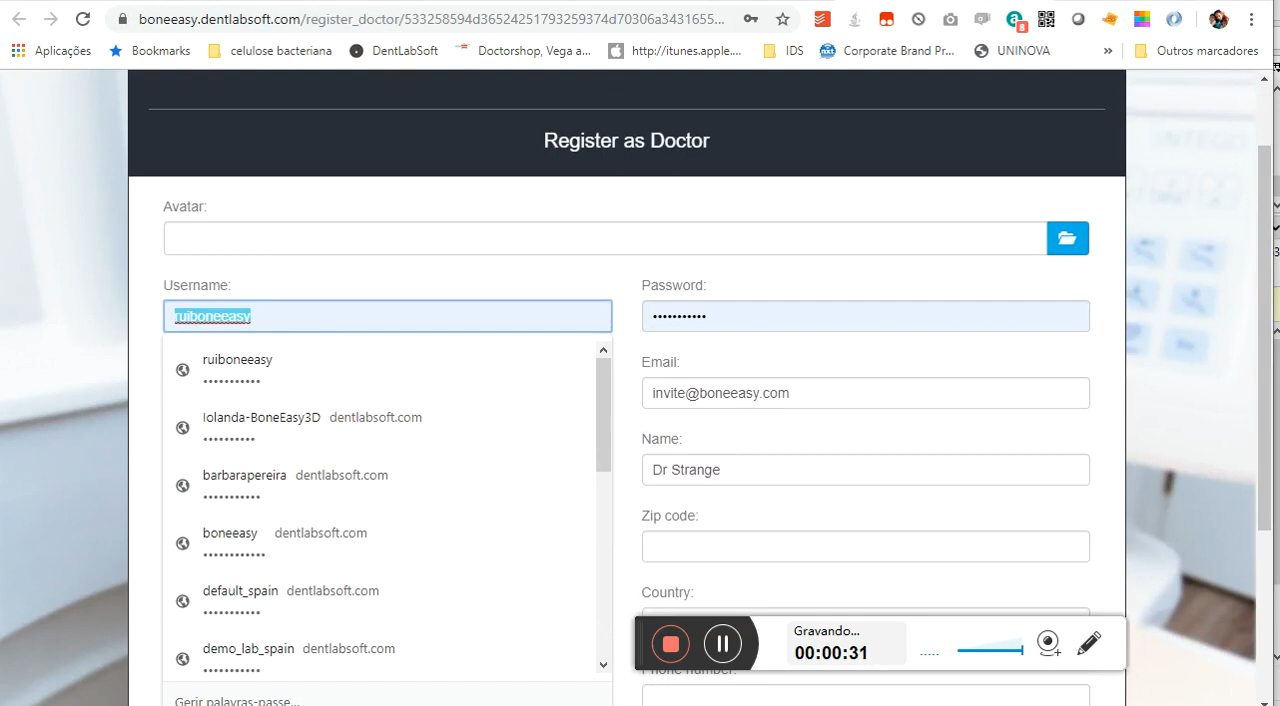 boneeasy.dentlabsoft.com/register_doctor/533258594d36524251793259374d70306a3431655...
8
Aplicações Bookmarks celulose bacteriana DentLabSoft Doctorshop, Vega a... http://itunes.apple.... IDS nxt Corporate Brand Pr... UNINOVA » Outros marcadores
Register as Doctor
Avatar:
Username: Password:
ruiboneeasy •••••••••••
Email:
invite@boneeasy.com
Name:
Dr Strange
Zip code:
Country:
Phone number:
ruiboneeasy
•••••••••••
Iolanda-BoneEasy3D dentlabsoft.com
••••••••••
barbarapereira dentlabsoft.com
•••••••••••
boneeasy dentlabsoft.com
••••••••••••
default_spain dentlabsoft.com
•••••••••••
demo_lab_spain dentlabsoft.com
•••••••••••
Gerir palavras-passe...
Gravando...
00:00:31